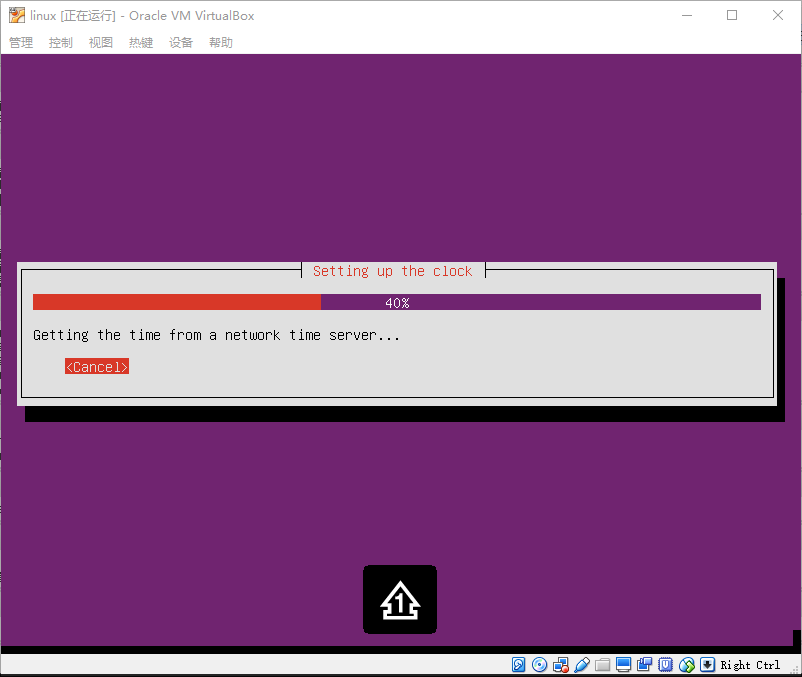 linux [正在运行] - Oracle VM VirtualBox
管理 控制 视图 热键 设备 帮助
Setting up the clock
40%
Getting the time from a network time server...
<Cancel>
1
Right Ctrl